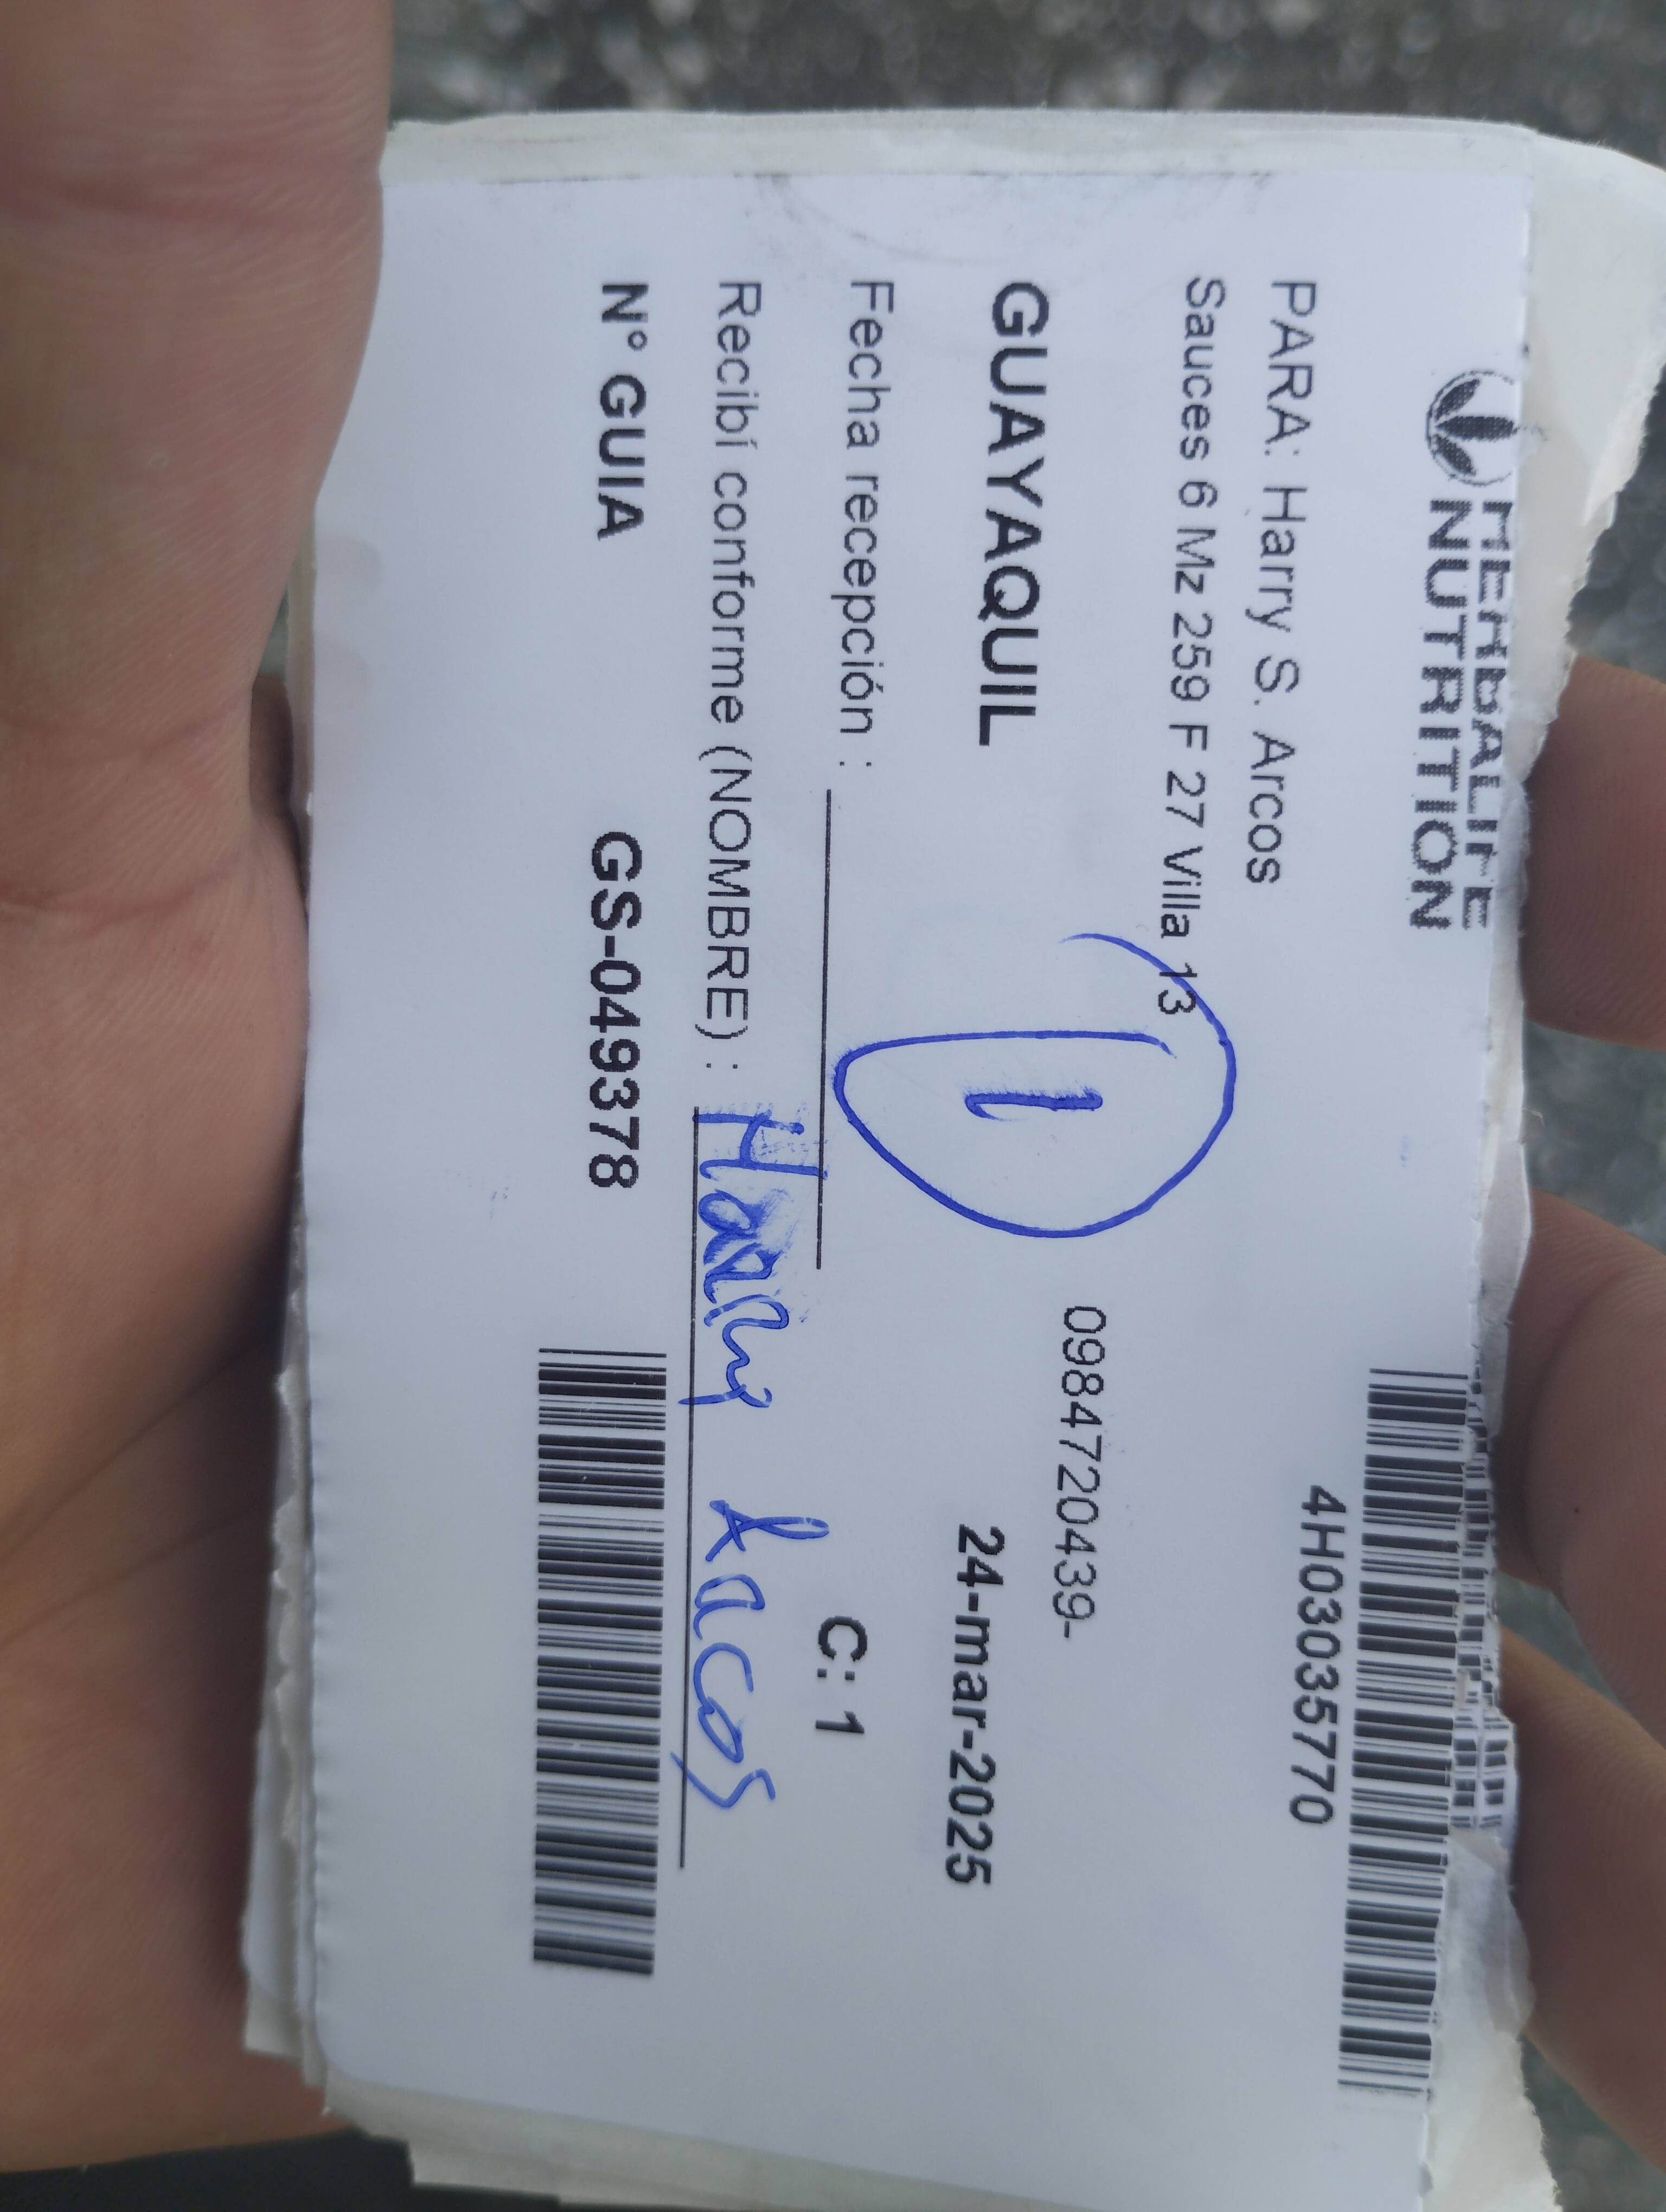 HERBALIFE
NUTRITION
4H03035770
PARA: Harry S. Arcos
Sauces 6 Mz 259 F 27 Villa 13
0984720439-
GUAYAQUIL
1
24-mar-2025
Fecha recepción :
C: 1
Recibí conforme (NOMBRE) : Harry Arcos
N° GUIA GS-049378